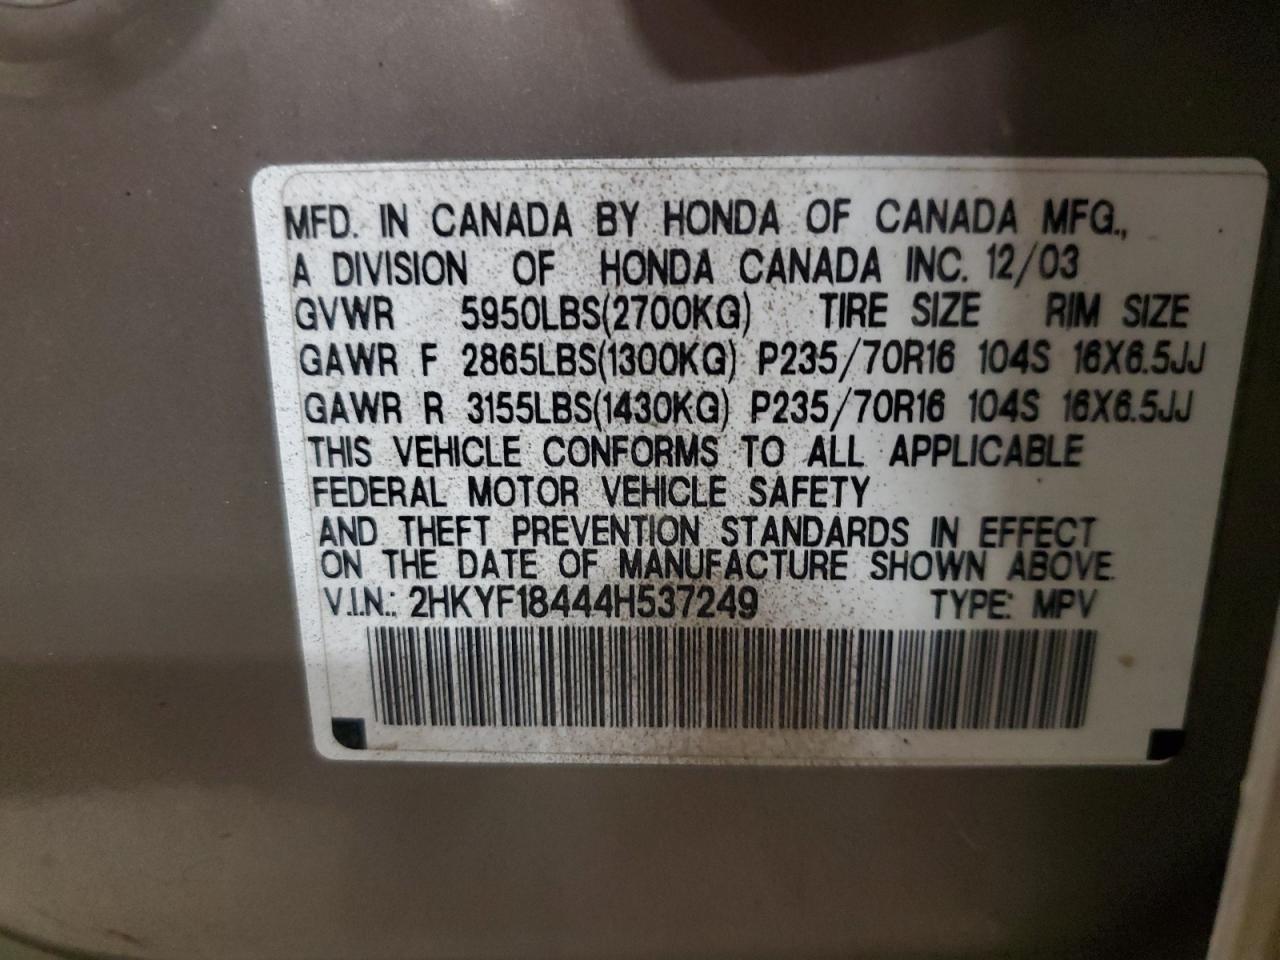 MFD. IN CANADA BY HONDA OF CANADA MFG.,
A DIVISION OF HONDA CANADA INC. 12/03
GVWR 5950LBS(2700KG) TIRE SIZE RIM SIZE
GAWR F 2865LBS(1300KG) P235/70R16 104S 16X6.5JJ
GAWR R 3155LBS(1430KG) P235/70R16 104S 16X6.5JJ
THIS VEHICLE CONFORMS TO ALL APPLICABLE
FEDERAL MOTOR VEHICLE SAFETY
AND THEFT PREVENTION STANDARDS IN EFFECT
ON THE DATE OF MANUFACTURE SHOWN ABOVE.
V.I.N.: 2HKYF18444H537249 TYPE: MPV